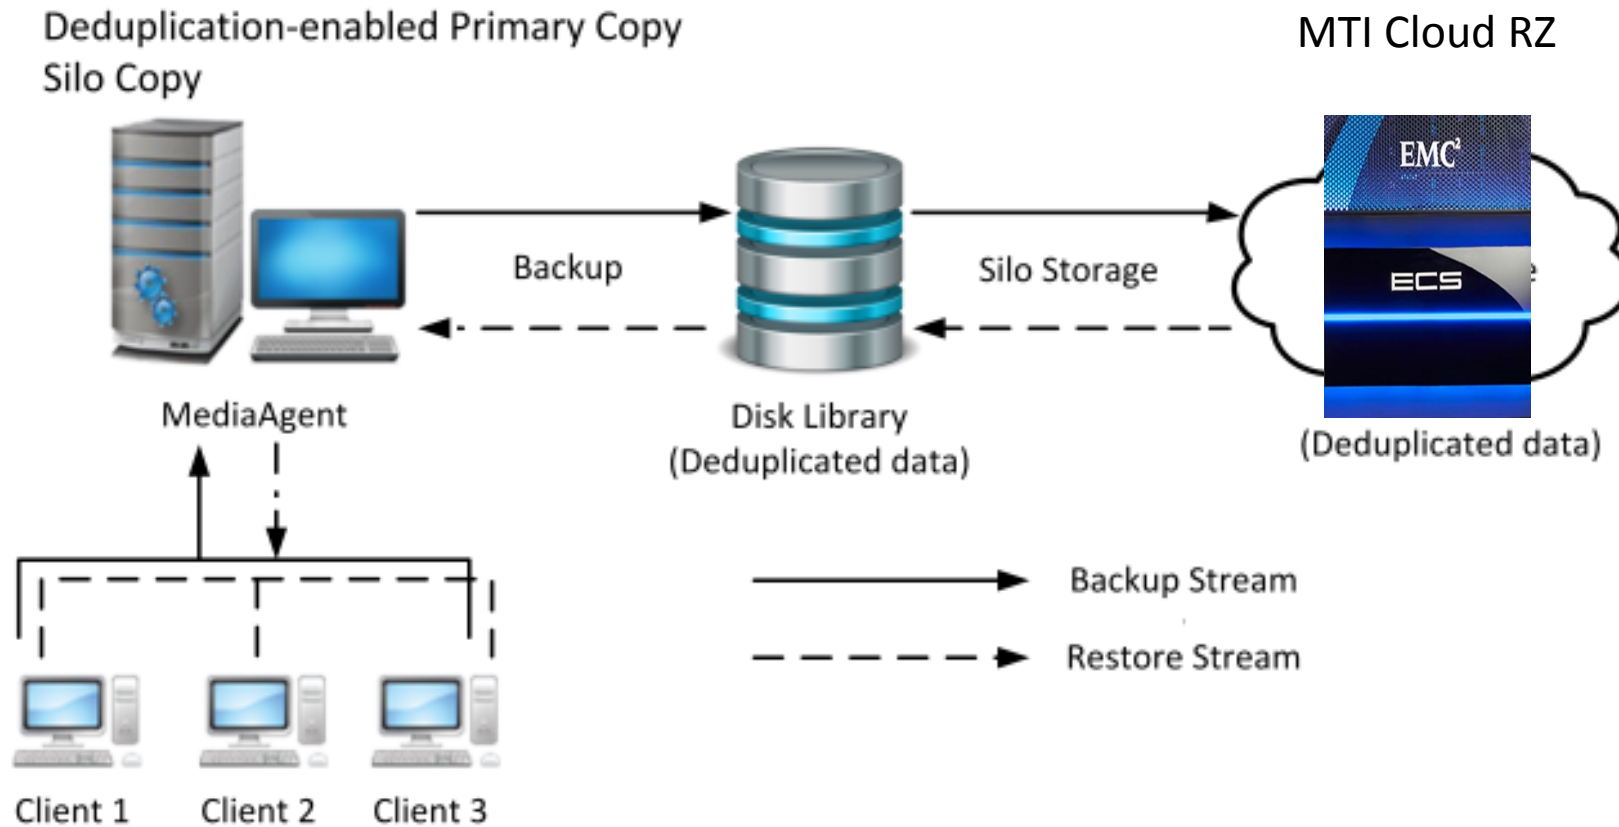 Deduplication-enabled Primary Copy
Silo Copy
MTI Cloud RZ
EMC²
ECS
Backup
Silo Storage
MediaAgent
Disk Library
(Deduplicated data)
(Deduplicated data)
Backup Stream
Restore Stream
Client 1
Client 2
Client 3